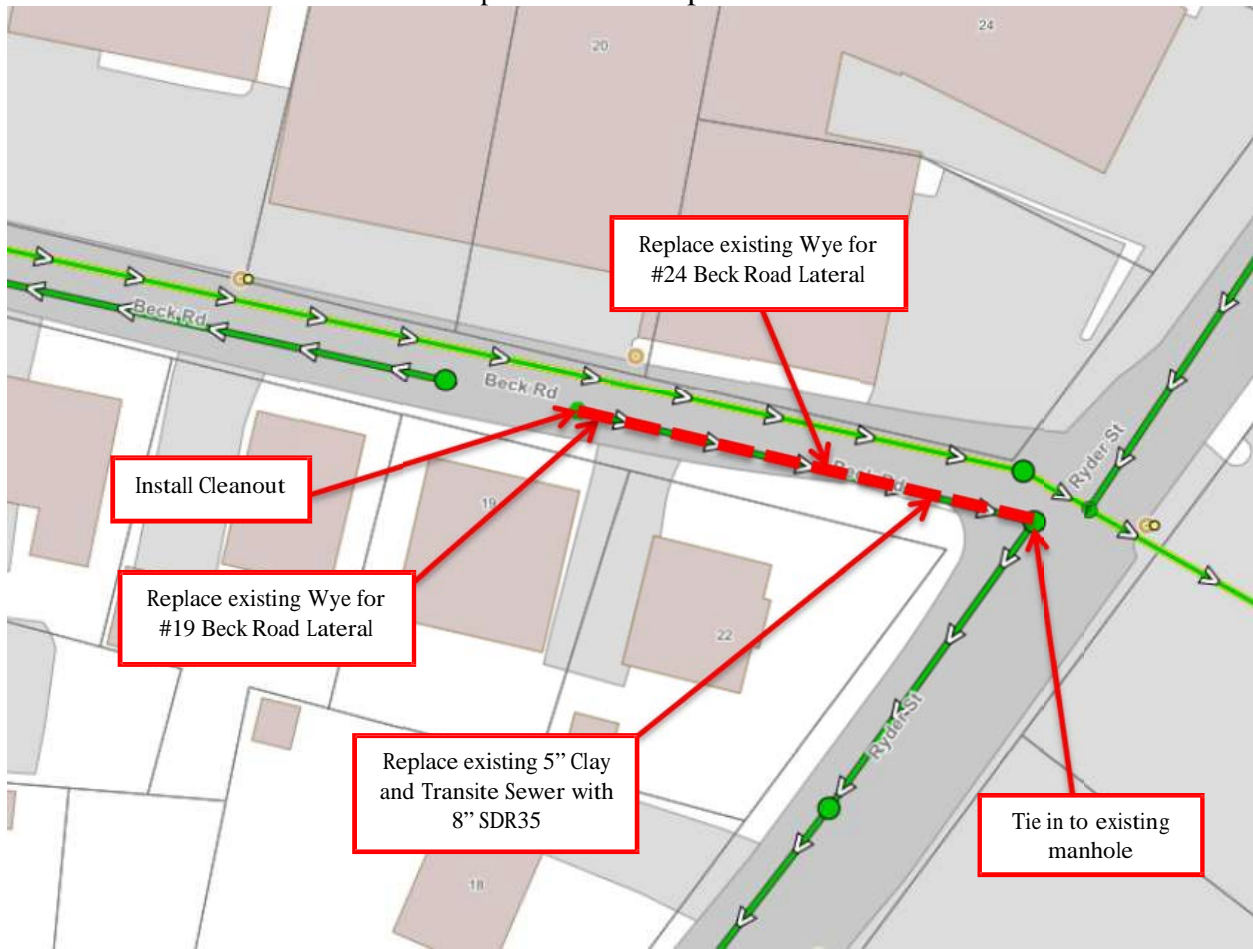 24
20
Replace existing Wye for
#24 Beck Road Lateral
Beck Rd
Beck Rd
Ryder St
Install Cleanout
19
Beck Rd
Replace existing Wye for
#19 Beck Road Lateral
22
Ryder St
Replace existing 5” Clay
and Transite Sewer with
8” SDR35
Tie in to existing
manhole
18